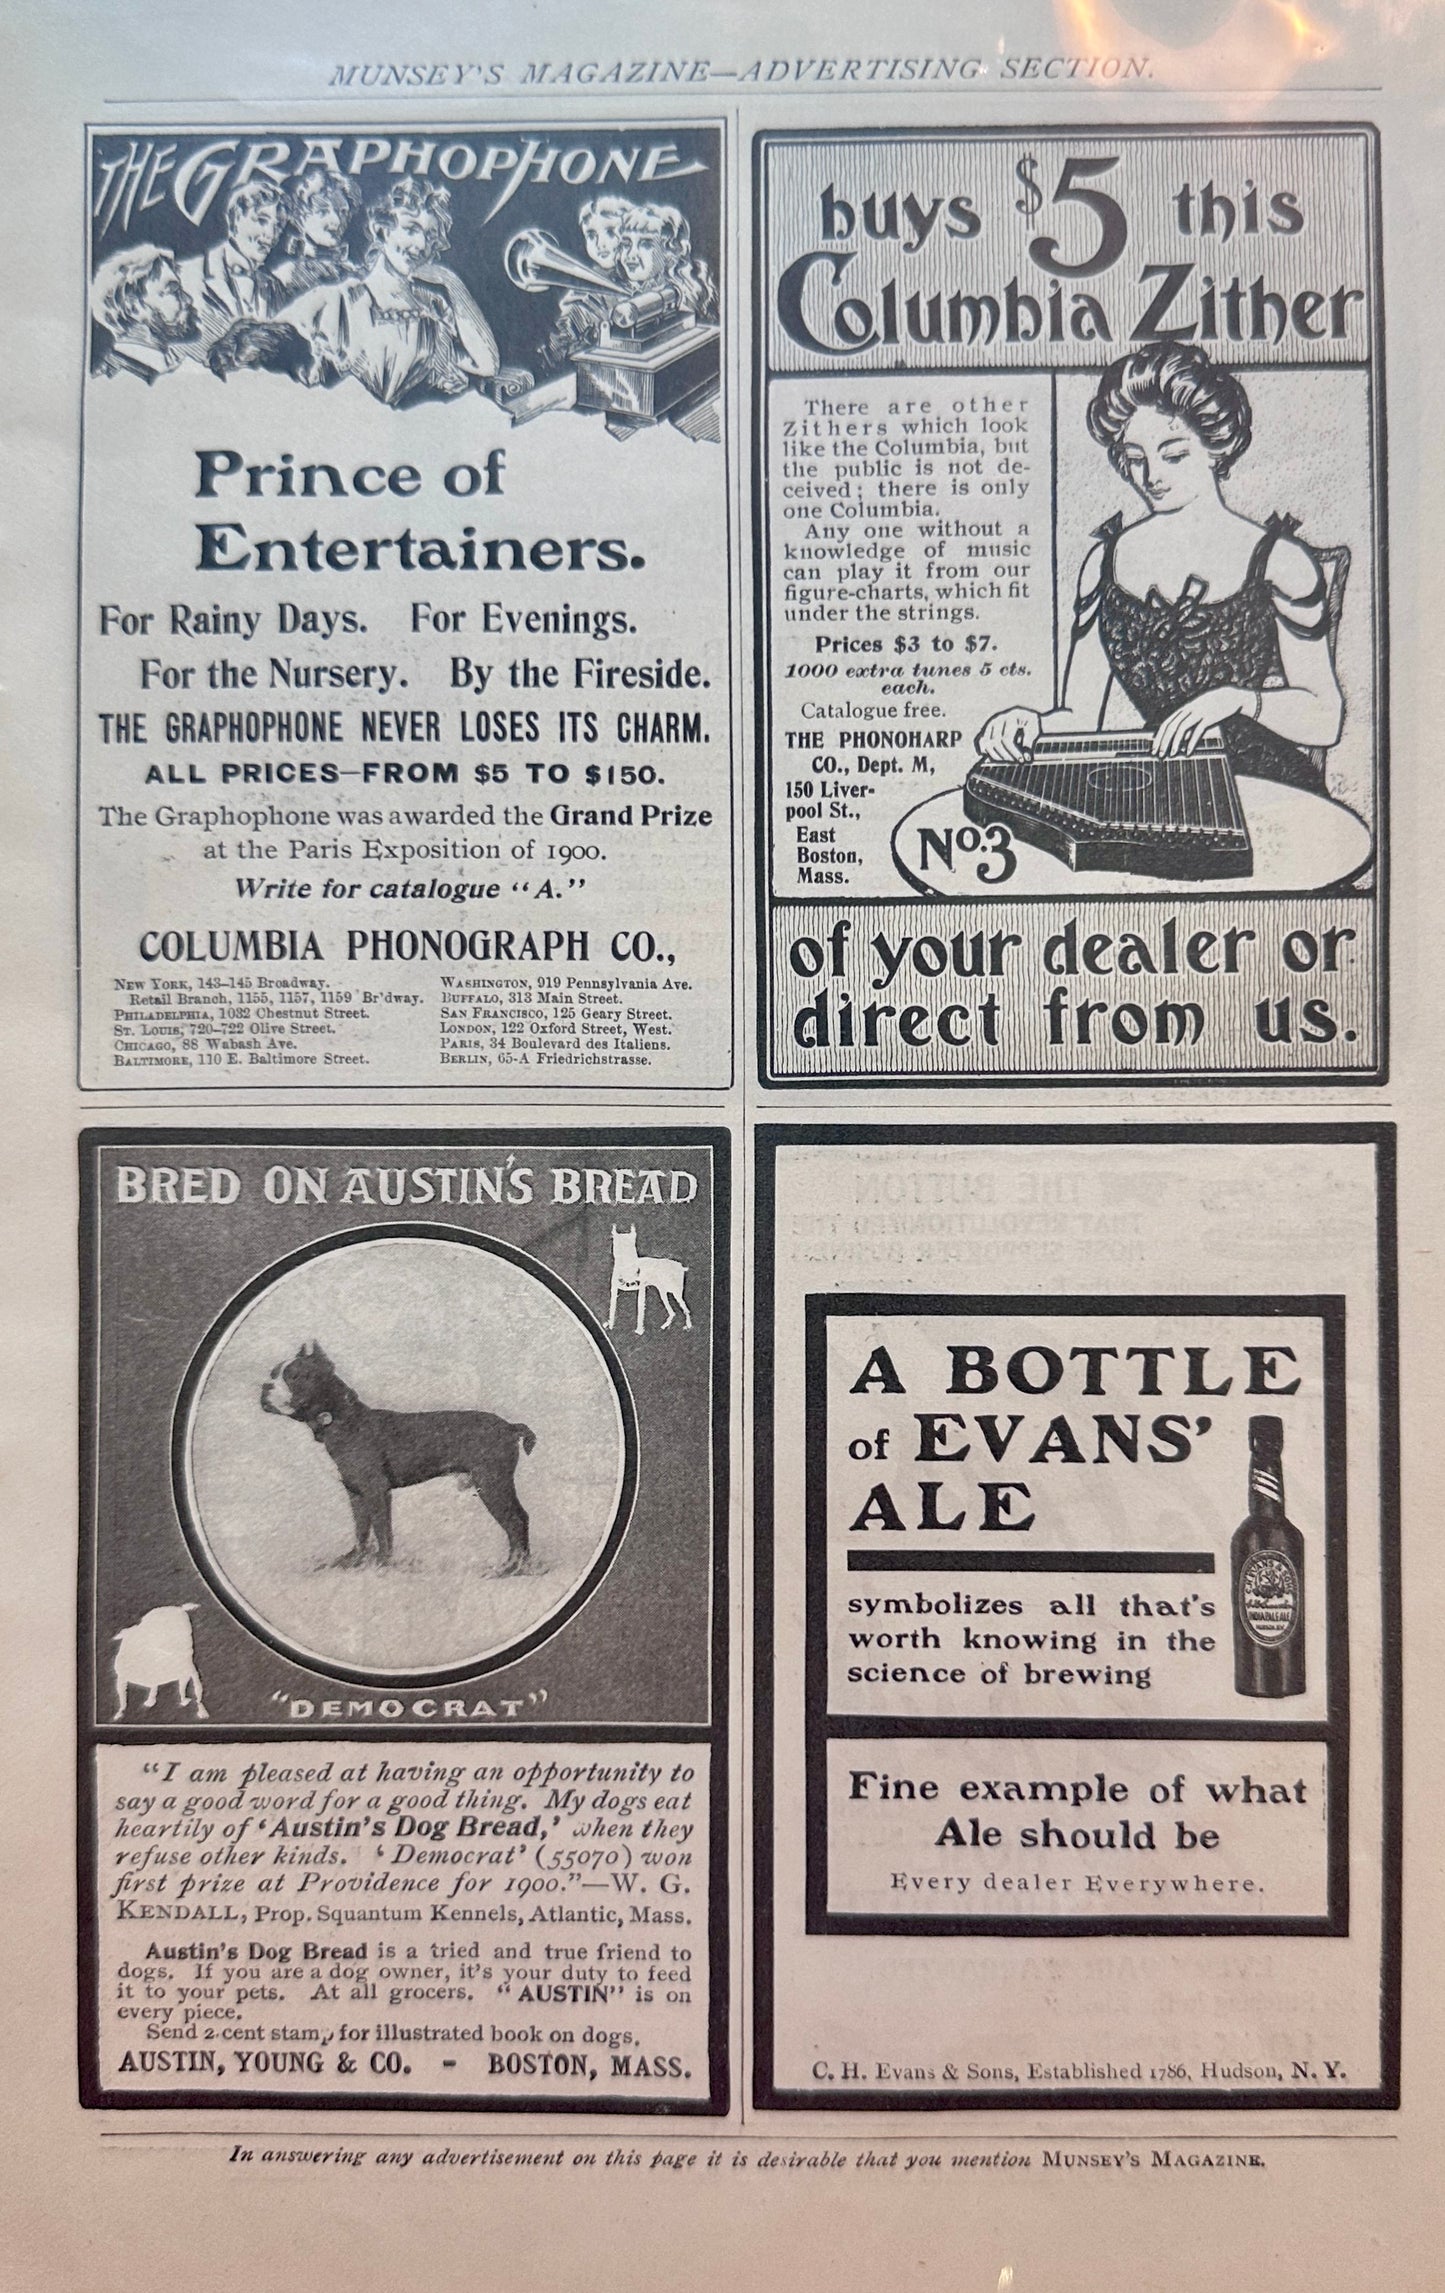 MUNSEY'S MAGAZINE—ADVERTISING SECTION.
THE GRAPHOPHONE
Prince of
Entertainers.
For Rainy Days. For Evenings.
For the Nursery. By the Fireside.
THE GRAPHOPHONE NEVER LOSES ITS CHARM.
ALL PRICES—FROM $5 TO $150.
The Graphophone was awarded the Grand Prize
at the Paris Exposition of 1900.
Write for catalogue “A.”
COLUMBIA PHONOGRAPH CO.,
NEW YORK, 143–145 Broadway.
Retail Branch, 1155, 1157, 1159 Br'dway.
PHILADELPHIA, 1032 Chestnut Street.
ST. LOUIS, 720–722 Olive Street.
CHICAGO, 88 Wabash Ave.
BALTIMORE, 110 E. Baltimore Street.
WASHINGTON, 919 Pennsylvania Ave.
BUFFALO, 313 Main Street.
SAN FRANCISCO, 125 Geary Street.
LONDON, 122 Oxford Street, West.
PARIS, 34 Boulevard des Italiens.
BERLIN, 65-A Friedrichstrasse.
$5
buys this
Columbia Zither
There are other
Zithers which look
like the Columbia, but
the public is not de-
ceived; there is only
one Columbia.
Any one without a
knowledge of music
can play it from our
figure-charts, which fit
under the strings.
Prices $3 to $7.
1000 extra tunes 5 cts.
each.
Catalogue free.
THE PHONOHARP
CO., Dept. M,
150 Liver-
pool St.,
East
Boston,
Mass.
No. 3
of your dealer or
direct from us.
BRED ON AUSTIN'S BREAD
“DEMOCRAT”
“I am pleased at having an opportunity to
say a good word for a good thing. My dogs eat
heartily of ‘Austin's Dog Bread,’ when they
refuse other kinds. ‘Democrat’ (55070) won
first prize at Providence for 1900.”—W. G.
KENDALL, Prop. Squantum Kennels, Atlantic, Mass.
Austin's Dog Bread is a tried and true friend to
dogs. If you are a dog owner, it's your duty to feed
it to your pets. At all grocers. “AUSTIN” is on
every piece.
Send 2-cent stamp for illustrated book on dogs.
AUSTIN, YOUNG & CO. - BOSTON, MASS.
A BOTTLE
of EVANS'
ALE
symbolizes all that's
worth knowing in the
science of brewing
INDIA PALE ALE
Fine example of what
Ale should be
Every dealer Everywhere.
C. H. Evans & Sons, Established 1786, Hudson, N. Y.
In answering any advertisement on this page it is desirable that you mention MUNSEY'S MAGAZINE.